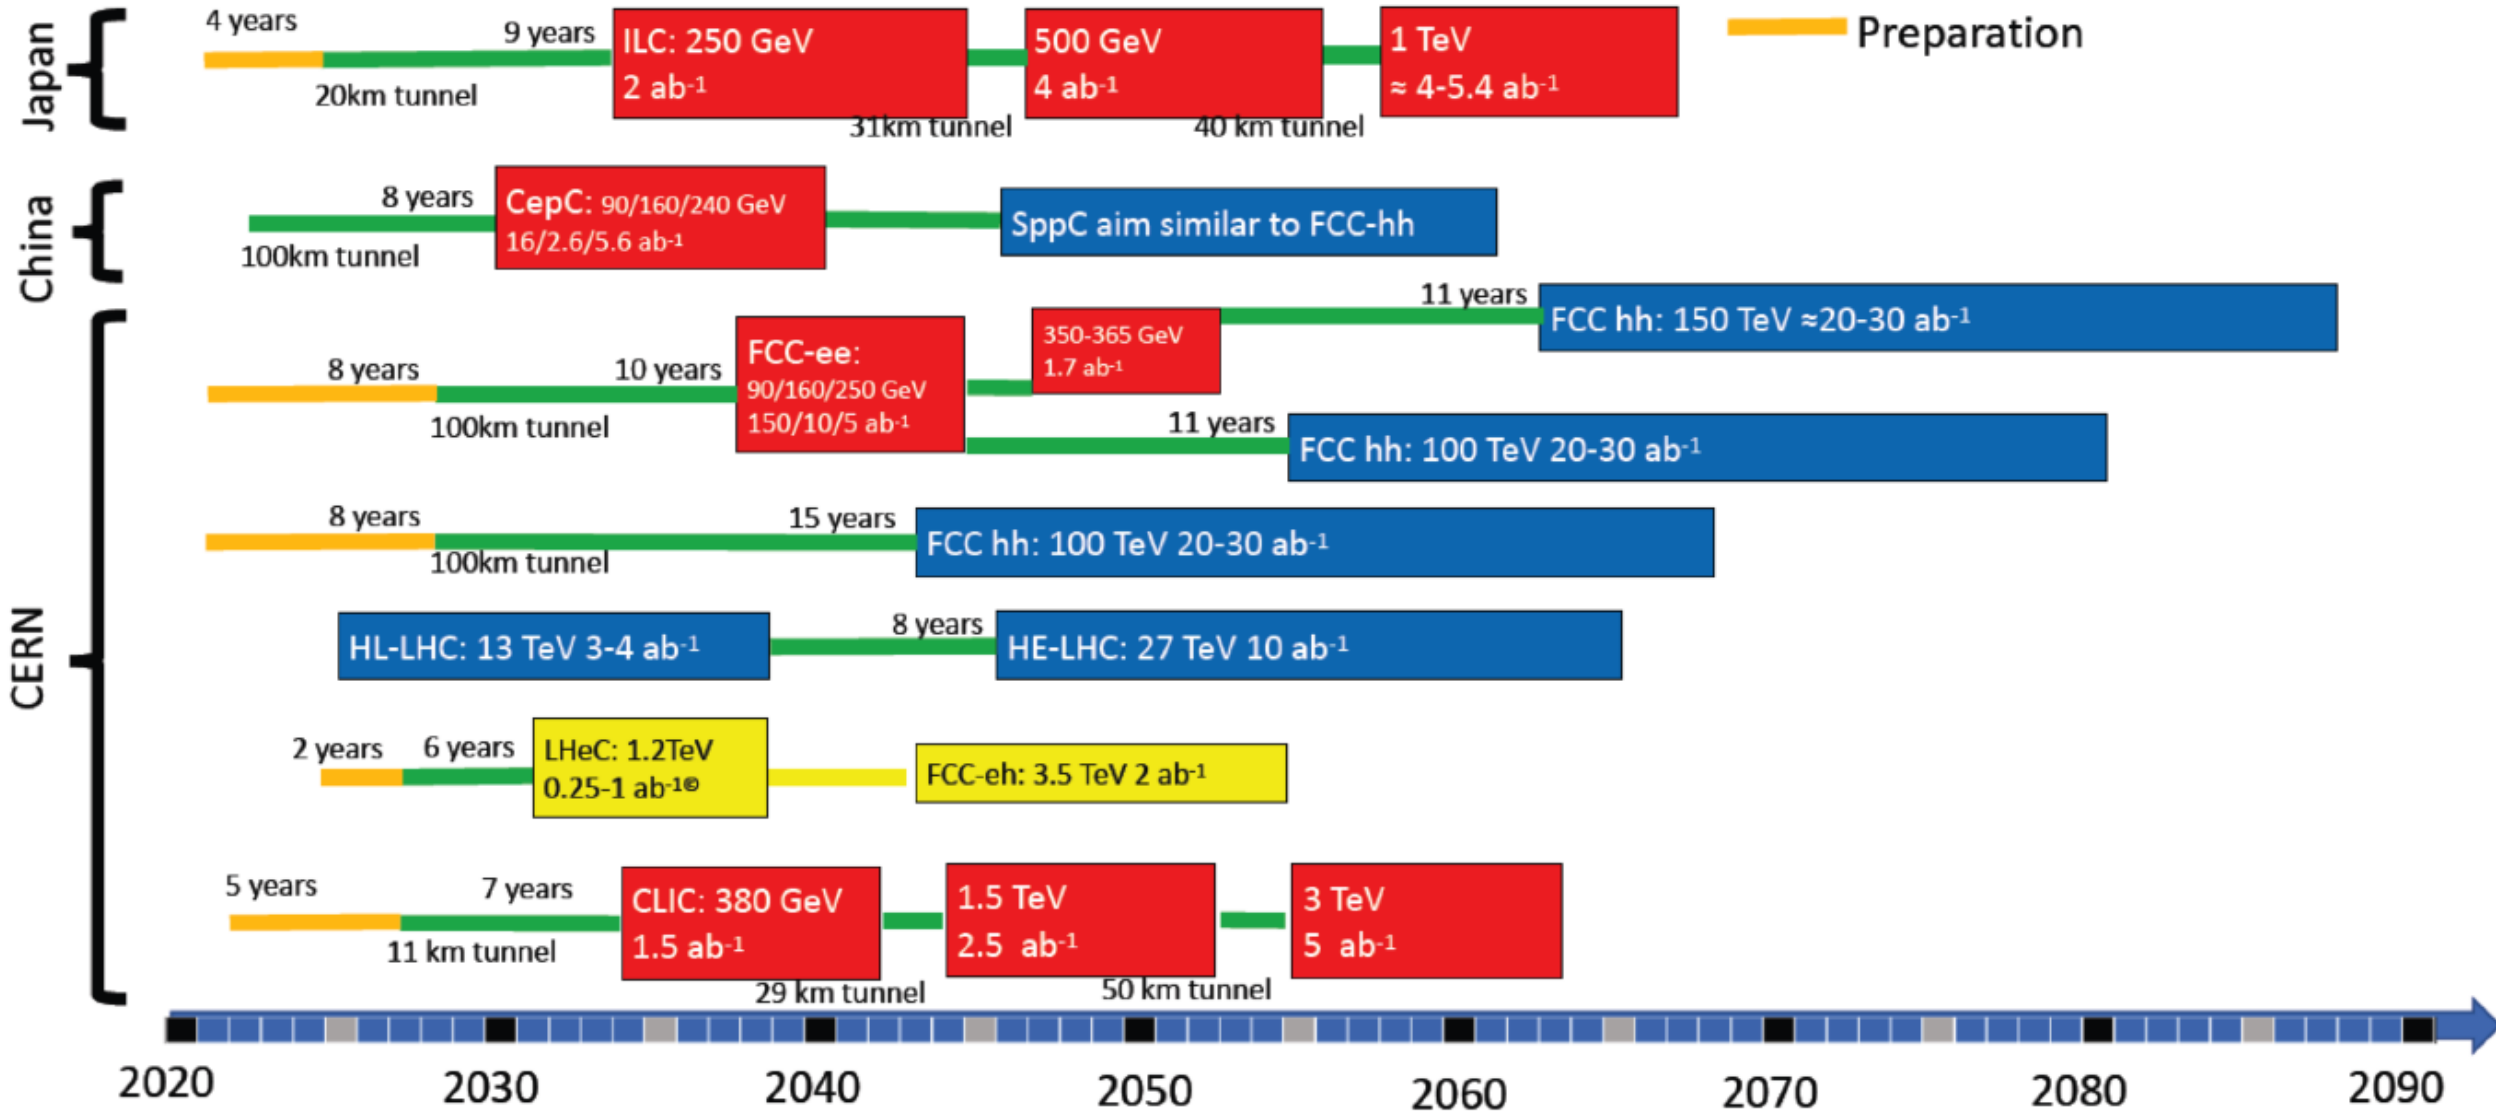 Japan
4 years
9 years
20km tunnel
ILC: 250 GeV
2 ab-1
31km tunnel
500 GeV
4 ab-1
40 km tunnel
1 TeV
≈ 4-5.4 ab-1
Preparation
China
8 years
100km tunnel
CepC: 90/160/240 GeV
16/2.6/5.6 ab-1
SppC aim similar to FCC-hh
CERN
8 years
10 years
100km tunnel
FCC-ee:
90/160/250 GeV
150/10/5 ab-1
350-365 GeV
1.7 ab-1
11 years
FCC hh: 150 TeV ≈20-30 ab-1
11 years
FCC hh: 100 TeV 20-30 ab-1
8 years
15 years
100km tunnel
FCC hh: 100 TeV 20-30 ab-1
HL-LHC: 13 TeV 3-4 ab-1
8 years
HE-LHC: 27 TeV 10 ab-1
2 years
6 years
LHeC: 1.2TeV
0.25-1 ab-1©
FCC-eh: 3.5 TeV 2 ab-1
5 years
7 years
11 km tunnel
CLIC: 380 GeV
1.5 ab-1
29 km tunnel
1.5 TeV
2.5 ab-1
50 km tunnel
3 TeV
5 ab-1
2020 2030 2040 2050 2060 2070 2080 2090